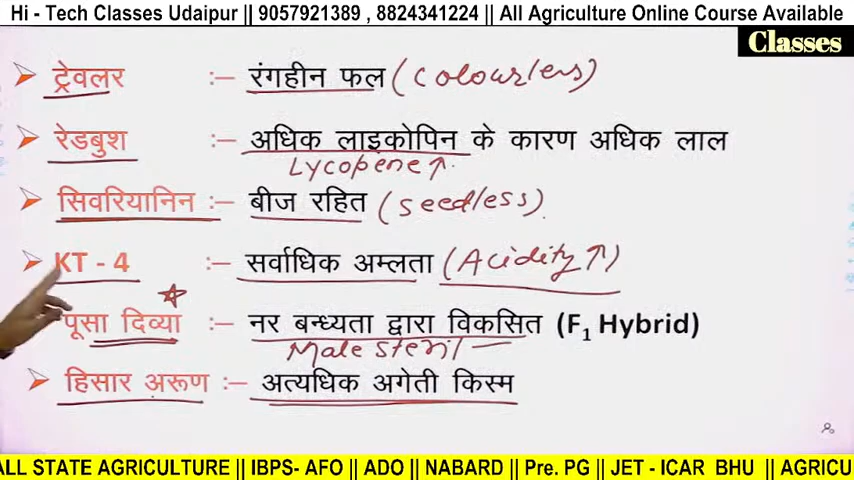 Hi - Tech Classes Udaipur || 9057921389 , 8824341224 || All Agriculture Online Course Available
Classes
ट्रेवलर :— रंगहीन फल (Colourless)
रेडबुश :— अधिक लाइकोपिन के कारण अधिक लाल
Lycopene ↑
सिवरियानिन :— बीज रहित (seedless)
KT - 4 :— सर्वाधिक अम्लता (Acidity ↑)
पूसा दिव्या :— नर बन्ध्यता द्वारा विकसित (F₁ Hybrid)
Male steril
हिसार अरूण :— अत्यधिक अगेती किस्म
ALL STATE AGRICULTURE || IBPS- AFO || ADO || NABARD || Pre. PG || JET - ICAR BHU || AGRICU